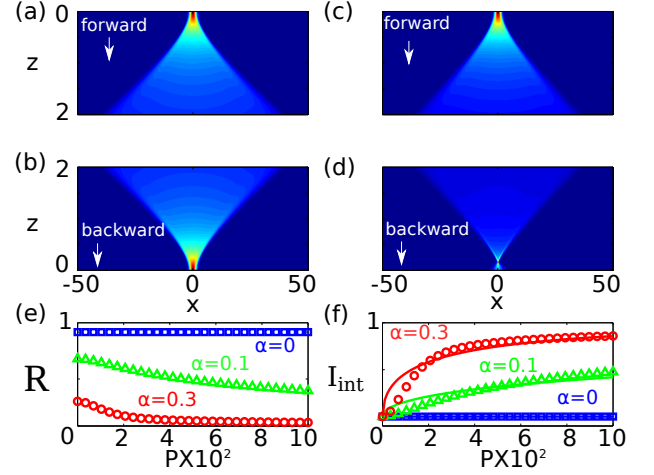 (a) 0 forward (c) forward
z
2
(b) 2 (d)
z backward backward
0
-50 0 50 -50 0 50
x x
(e) 1 (f) 1
α=0 α=0.3
R α=0.1 I_int α=0.1
α=0.3 α=0
0 2 4 6 8 10 0 2 4 6 8 10
PX10² PX10²